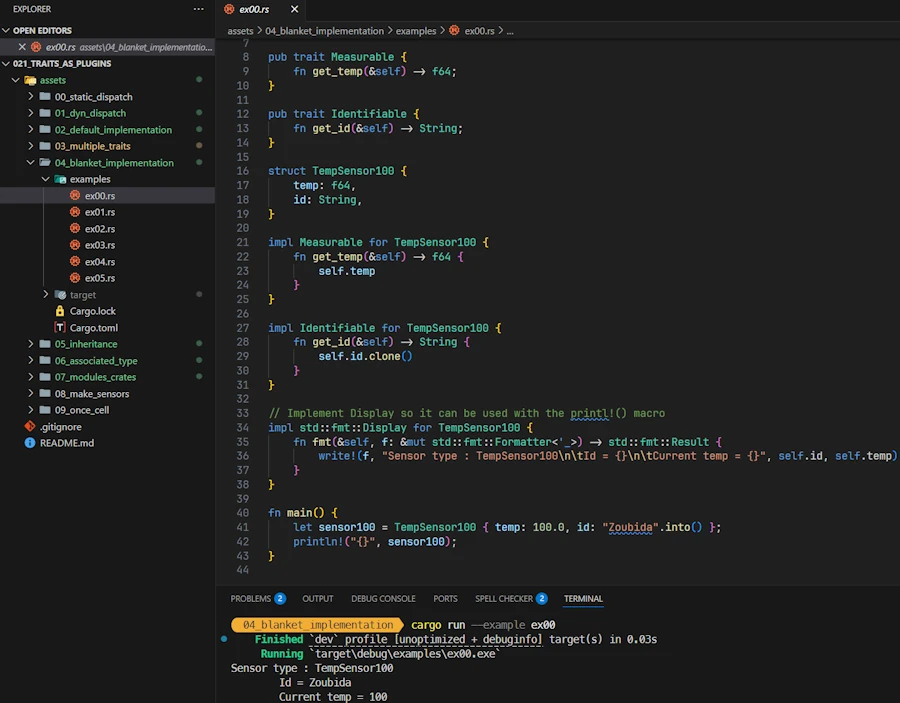 EXPLORER
···
OPEN EDITORS
ex00.rs assets\04_blanket_implementatio...
021_TRAITS_AS_PLUGINS
assets
00_static_dispatch
01_dyn_dispatch
02_default_implementation
03_multiple_traits
04_blanket_implementation
examples
ex00.rs
ex01.rs
ex02.rs
ex03.rs
ex04.rs
ex05.rs
target
Cargo.lock
Cargo.toml
05_inheritance
06_associated_type
07_modules_crates
08_make_sensors
09_once_cell
.gitignore
README.md
ex00.rs
assets > 04_blanket_implementation > examples > ex00.rs > ...
7
8 pub trait Measurable {
9     fn get_temp(&self) -> f64;
10 }
11
12 pub trait Identifiable {
13     fn get_id(&self) -> String;
14 }
15
16 struct TempSensor100 {
17     temp: f64,
18     id: String,
19 }
20
21 impl Measurable for TempSensor100 {
22     fn get_temp(&self) -> f64 {
23         self.temp
24     }
25 }
26
27 impl Identifiable for TempSensor100 {
28     fn get_id(&self) -> String {
29         self.id.clone()
30     }
31 }
32
33 // Implement Display so it can be used with the printl!() macro
34 impl std::fmt::Display for TempSensor100 {
35     fn fmt(&self, f: &mut std::fmt::Formatter<'_>) -> std::fmt::Result {
36         write!(f, "Sensor type : TempSensor100\n\tId = {}\n\tCurrent temp = {}", self.id, self.temp)
37     }
38 }
39
40 fn main() {
41     let sensor100 = TempSensor100 { temp: 100.0, id: "Zoubida".into() };
42     println!("{}", sensor100);
43 }
44
PROBLEMS 2 OUTPUT DEBUG CONSOLE PORTS SPELL CHECKER 2 TERMINAL
04_blanket_implementation cargo run --example ex00
Finished `dev` profile [unoptimized + debuginfo] target(s) in 0.03s
Running `target\debug\examples\ex00.exe`
Sensor type : TempSensor100
Id = Zoubida
Current temp = 100